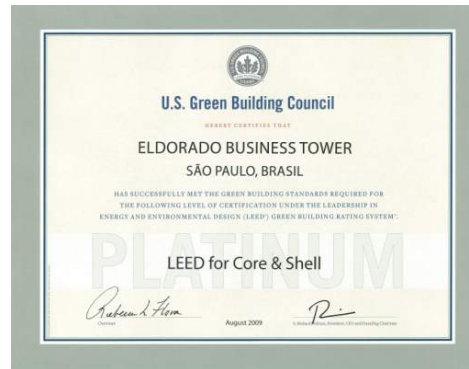 U.S. Green Building Council
HEREBY CERTIFIES THAT
ELDORADO BUSINESS TOWER
SÃO PAULO, BRASIL
HAS SUCCESSFULLY MET THE GREEN BUILDING STANDARDS REQUIRED FOR
THE FOLLOWING LEVEL OF CERTIFICATION UNDER THE LEADERSHIP IN
ENERGY AND ENVIRONMENTAL DESIGN (LEED®) GREEN BUILDING RATING SYSTEM™.
PLATINUM
LEED for Core & Shell
Rebecca L. Flora
August 2009